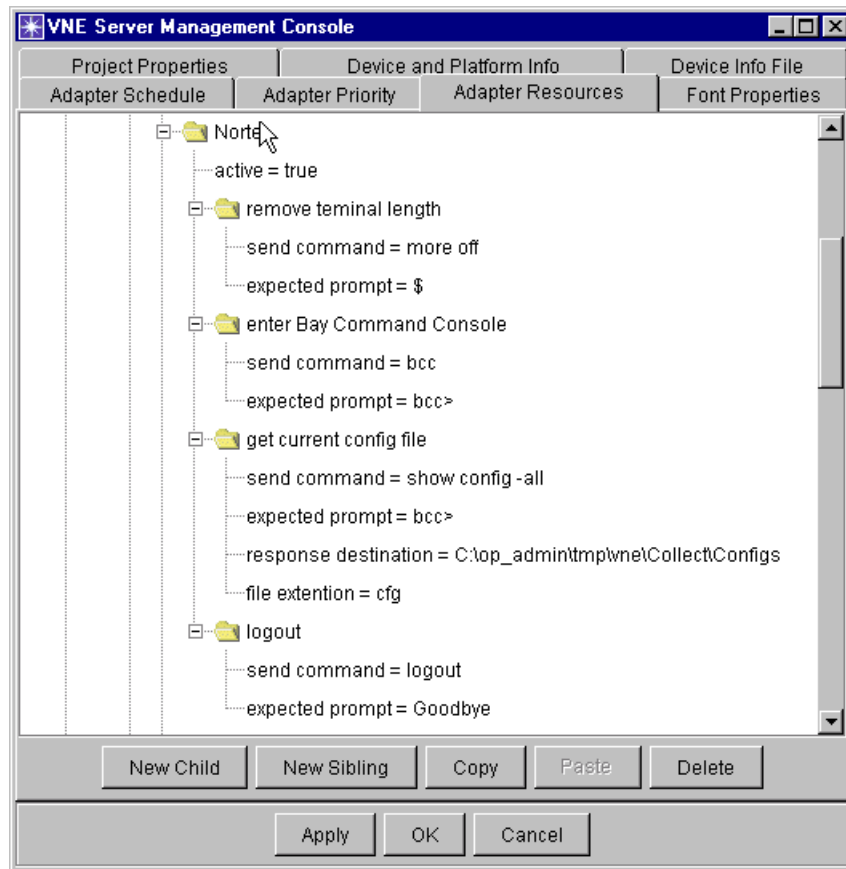 VNE Server Management Console
Project Properties Device and Platform Info Device Info File
Adapter Schedule Adapter Priority Adapter Resources Font Properties
Norte
active = true
remove teminal length
send command = more off
expected prompt = $
enter Bay Command Console
send command = bcc
expected prompt = bcc>
get current config file
send command = show config -all
expected prompt = bcc>
response destination = C:\op_admin\tmp\vne\Collect\Configs
file extention = cfg
logout
send command = logout
expected prompt = Goodbye
New Child New Sibling Copy Paste Delete
Apply OK Cancel